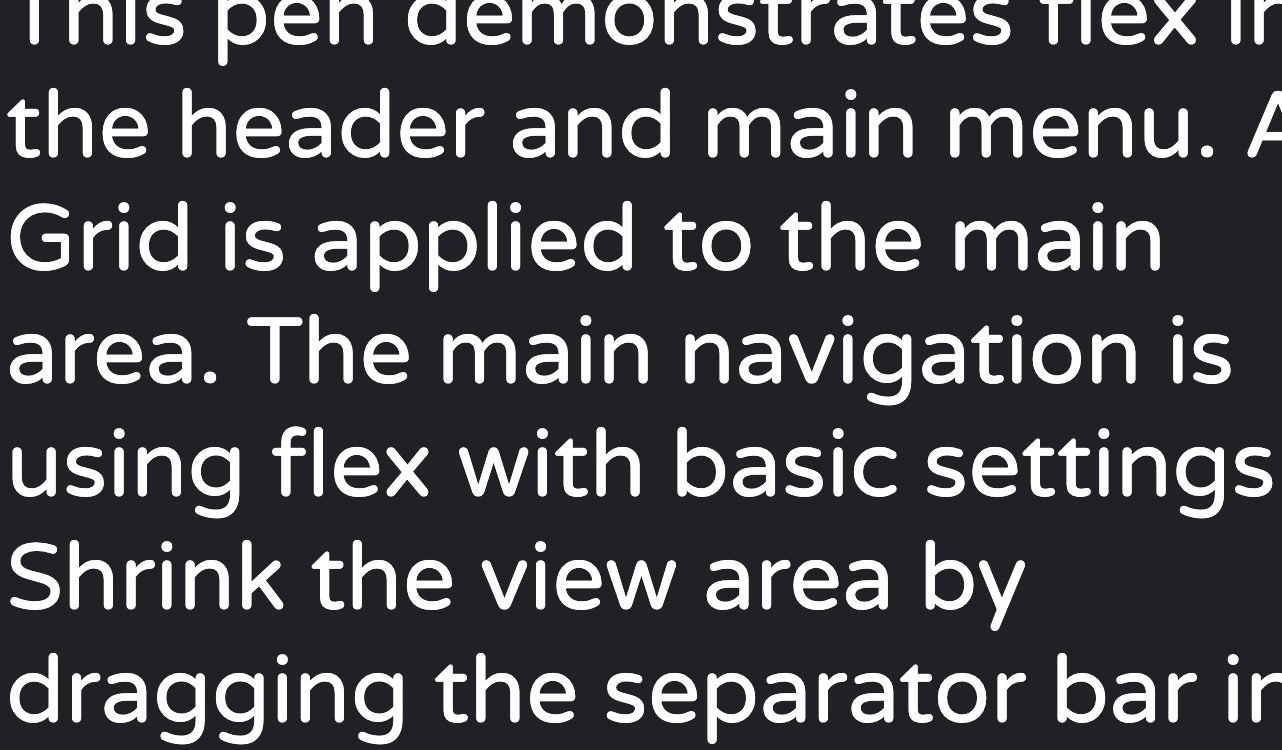 This pen demonstrates flex in
the header and main menu. A
Grid is applied to the main
area. The main navigation is
using flex with basic settings
Shrink the view area by
dragging the separator bar in